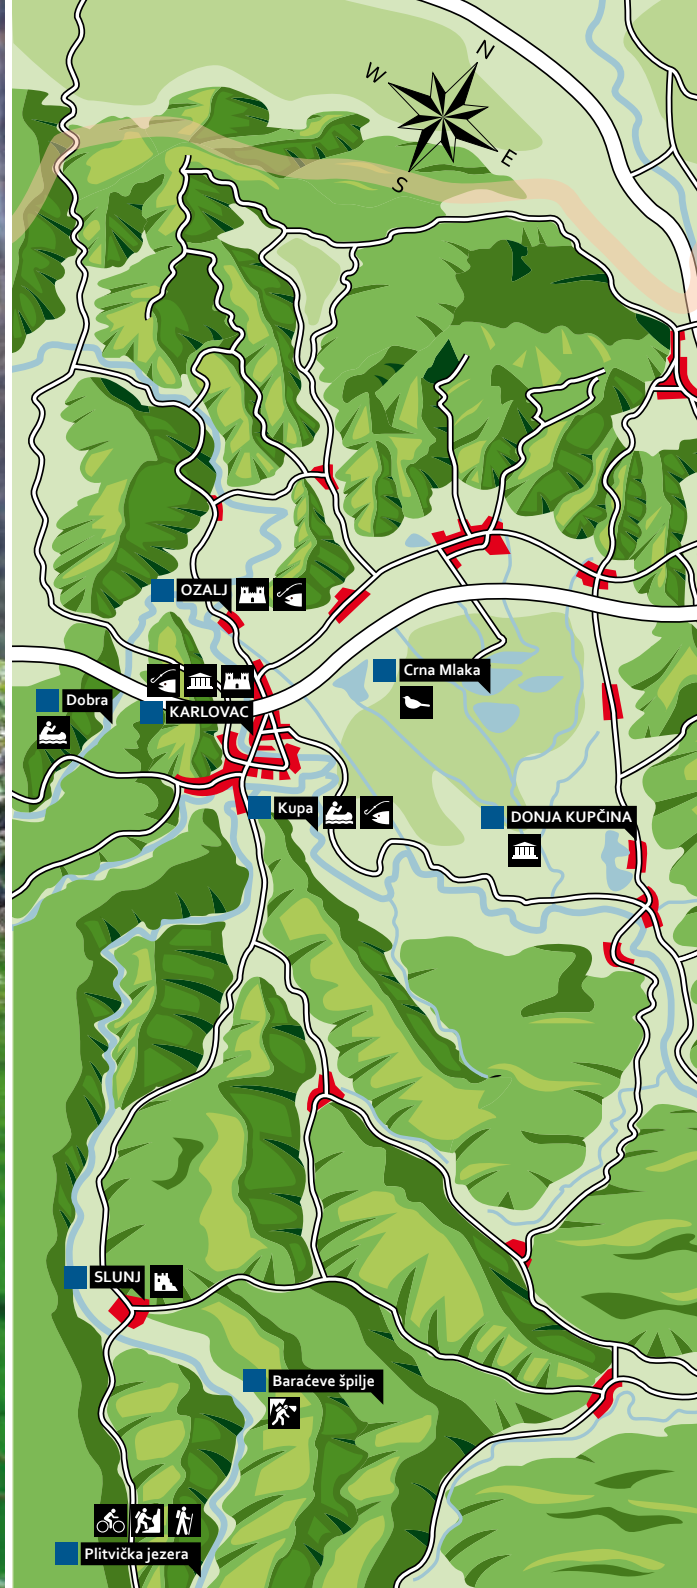 N
W
E
S
OZALJ
Crna Mlaka
Dobra
KARLOVAC
Kupa
DONJA KUPČINA
SLUNJ
Baraćeve špilje
Plitvička jezera